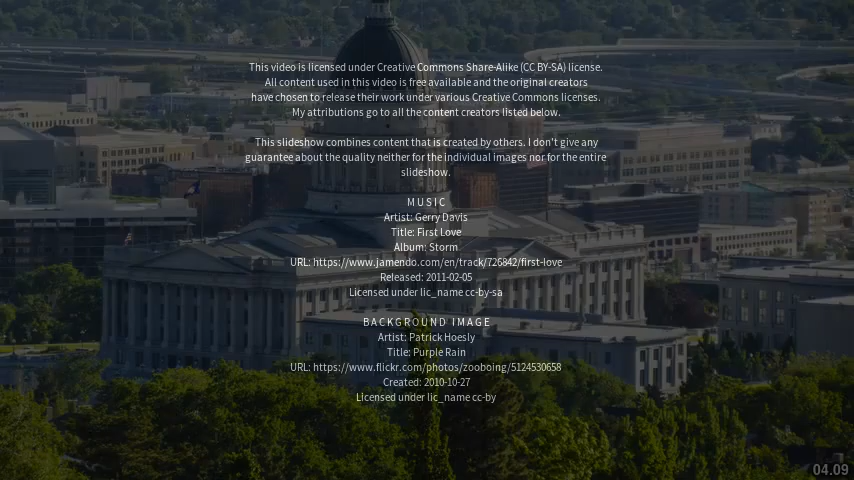 This video is licensed under Creative Commons Share-Alike (CC BY-SA) license.
All content used in this video is free available and the original creators
have chosen to release their work under various Creative Commons licenses.
My attributions go to all the content creators listed below.
This slideshow combines content that is created by others. I don't give any
guarantee about the quality neither for the individual images nor for the entire
slideshow.
MUSIC
Artist: Gerry Davis
Title: First Love
Album: Storm
URL: https://www.jamendo.com/en/track/726842/first-love
Released: 2011-02-05
Licensed under lic_name cc-by-sa
BACKGROUND IMAGE
Artist: Patrick Hoesly
Title: Purple Rain
URL: https://www.flickr.com/photos/zooboing/5124530658
Created: 2010-10-27
Licensed under lic_name cc-by
04.09